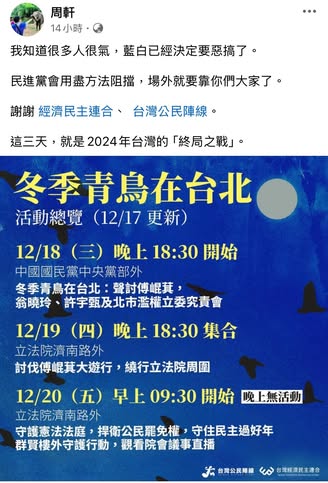 周軒
14小時・
我知道很多人很氣，藍白已經決定要惡搞了。
民進黨會用盡方法阻擋，場外就要靠你們大家了。
謝謝 經濟民主連合、 台灣公民陣線。
這三天，就是2024年台灣的「終局之戰」。
冬季青鳥在台北
活動總覽（12/17 更新）
12/18（三）晚上 18:30 開始
中國國民黨中央黨部外
冬季青鳥在台北：聲討傅崐萁，
翁曉玲、許宇甄及北市濫權立委究責會
12/19（四）晚上 18:30 集合
立法院濟南路外
討伐傅崐萁大遊行，繞行立法院周圍
12/20（五）早上 09:30 開始 晚上無活動
立法院濟南路外
守護憲法法庭，捍衛公民罷免權，守住民主過好年
群賢樓外守護行動，觀看院會議事直播
台灣公民陣線 台灣經濟民主連合